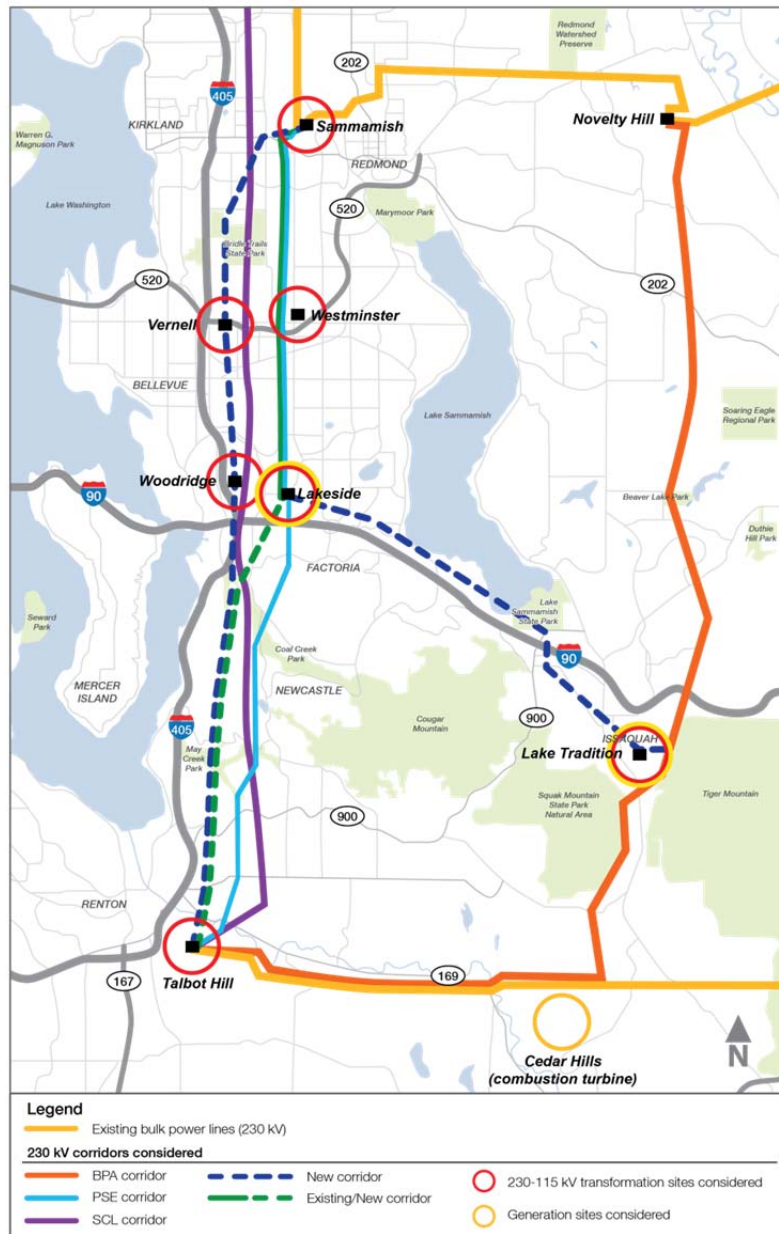 Redmond
Watershed
Preserve
202
405
KIRKLAND
Sammamish
Novelty Hill
Warren G.
Magnuson Park
REDMOND
Lake Washington
520
Marymoor Park
Bridle Trails
State Park
520
202
Vernell
Westminster
BELLEVUE
Lake Sammamish
Soaring Eagle
Regional Park
Woodridge
Lakeside
90
Beaver Lake Park
Duthie
Hill Park
FACTORIA
Seward
Park
Lake
Sammamish
State Park
Coal Creek
Park
90
MERCER
ISLAND
NEWCASTLE
Cougar
Mountain
405
900
ISSAQUAH
May
Creek
Park
Lake Tradition
Squak Mountain
State Park
Natural Area
Tiger Mountain
900
RENTON
169
167
Talbot Hill
Cedar Hills
(combustion turbine)
N
Legend
Existing bulk power lines (230 kV)
230 kV corridors considered
BPA corridor
PSE corridor
SCL corridor
New corridor
Existing/New corridor
230-115 kV transformation sites considered
Generation sites considered